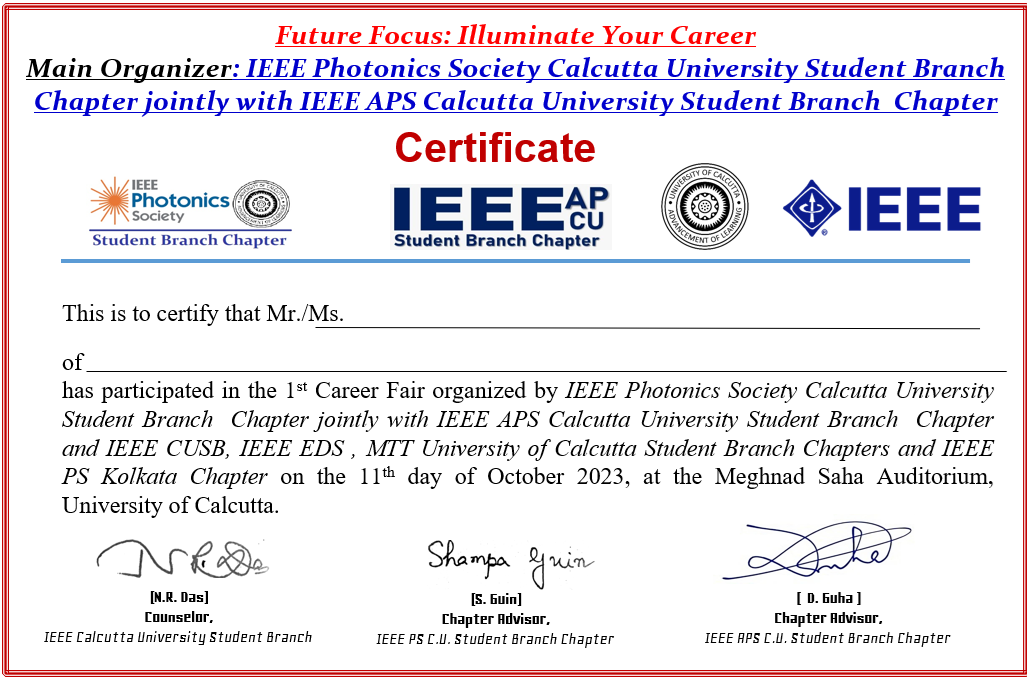 Future Focus: Illuminate Your Career
Main Organizer: IEEE Photonics Society Calcutta University Student Branch
Chapter jointly with IEEE APS Calcutta University Student Branch Chapter
Certificate
IEEE
Photonics
Society
Student Branch Chapter
IEEE AP
CU
Student Branch Chapter
UNIVERSITY OF CALCUTTA
ADVANCEMENT OF LEARNING
IEEE
This is to certify that Mr./Ms.
of
has participated in the 1st Career Fair organized by IEEE Photonics Society Calcutta University
Student Branch Chapter jointly with IEEE APS Calcutta University Student Branch Chapter
and IEEE CUSB, IEEE EDS , MTT University of Calcutta Student Branch Chapters and IEEE
PS Kolkata Chapter on the 11th day of October 2023, at the Meghnad Saha Auditorium,
University of Calcutta.
N R. Das
Shampa Guin
[N.R. Das]
[S. Guin]
[ D. Guha ]
Counselor,
Chapter Advisor,
Chapter Advisor,
IEEE Calcutta University Student Branch
IEEE PS C.U. Student Branch Chapter
IEEE APS C.U. Student Branch Chapter